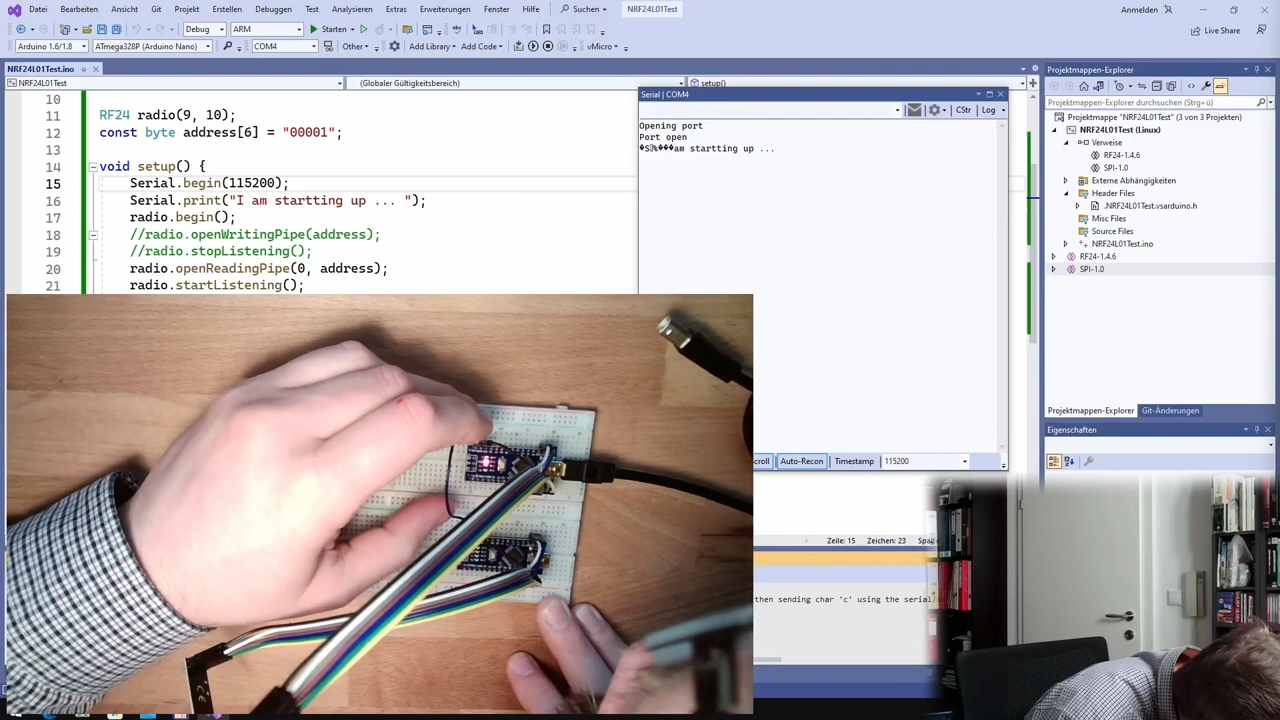 Datei Bearbeiten Ansicht Git Projekt Erstellen Debuggen Test Analysieren Extras Erweiterungen Fenster Hilfe Suchen NRF24L01Test Anmelden
Debug ARM Starten Live Share
Arduino 1.6/1.8 ATmega328P (Arduino Nano) COM4 Other Add Library Add Code vMicro
NRF24L01Test.ino
NRF24L01Test (Globaler Gültigkeitsbereich) setup()
10
11 RF24 radio(9, 10);
12 const byte address[6] = "00001";
14 void setup() {
15 Serial.begin(115200);
16 Serial.print("I am startting up ... ");
17 radio.begin();
18 //radio.openWritingPipe(address);
19 //radio.stopListening();
20 radio.openReadingPipe(0, address);
21 radio.startListening();
Serial | COM4
CStr Log
Opening port
Port open
am startting up ...
croll Auto-Recon Timestamp 115200
Zeile: 15 Zeichen: 23 Spalte
then sending char 'c' using the serial/
Projektmappen-Explorer
Projektmappen-Explorer durchsuchen (Strg+ü)
Projektmappe "NRF24L01Test" (3 von 3 Projekten)
NRF24L01Test (Linux)
Verweise
RF24-1.4.6
SPI-1.0
Externe Abhängigkeiten
Header Files
.NRF24L01Test.vsarduino.h
Misc Files
Source Files
NRF24L01Test.ino
RF24-1.4.6
SPI-1.0
Projektmappen-Explorer Git-Änderungen
Eigenschaften